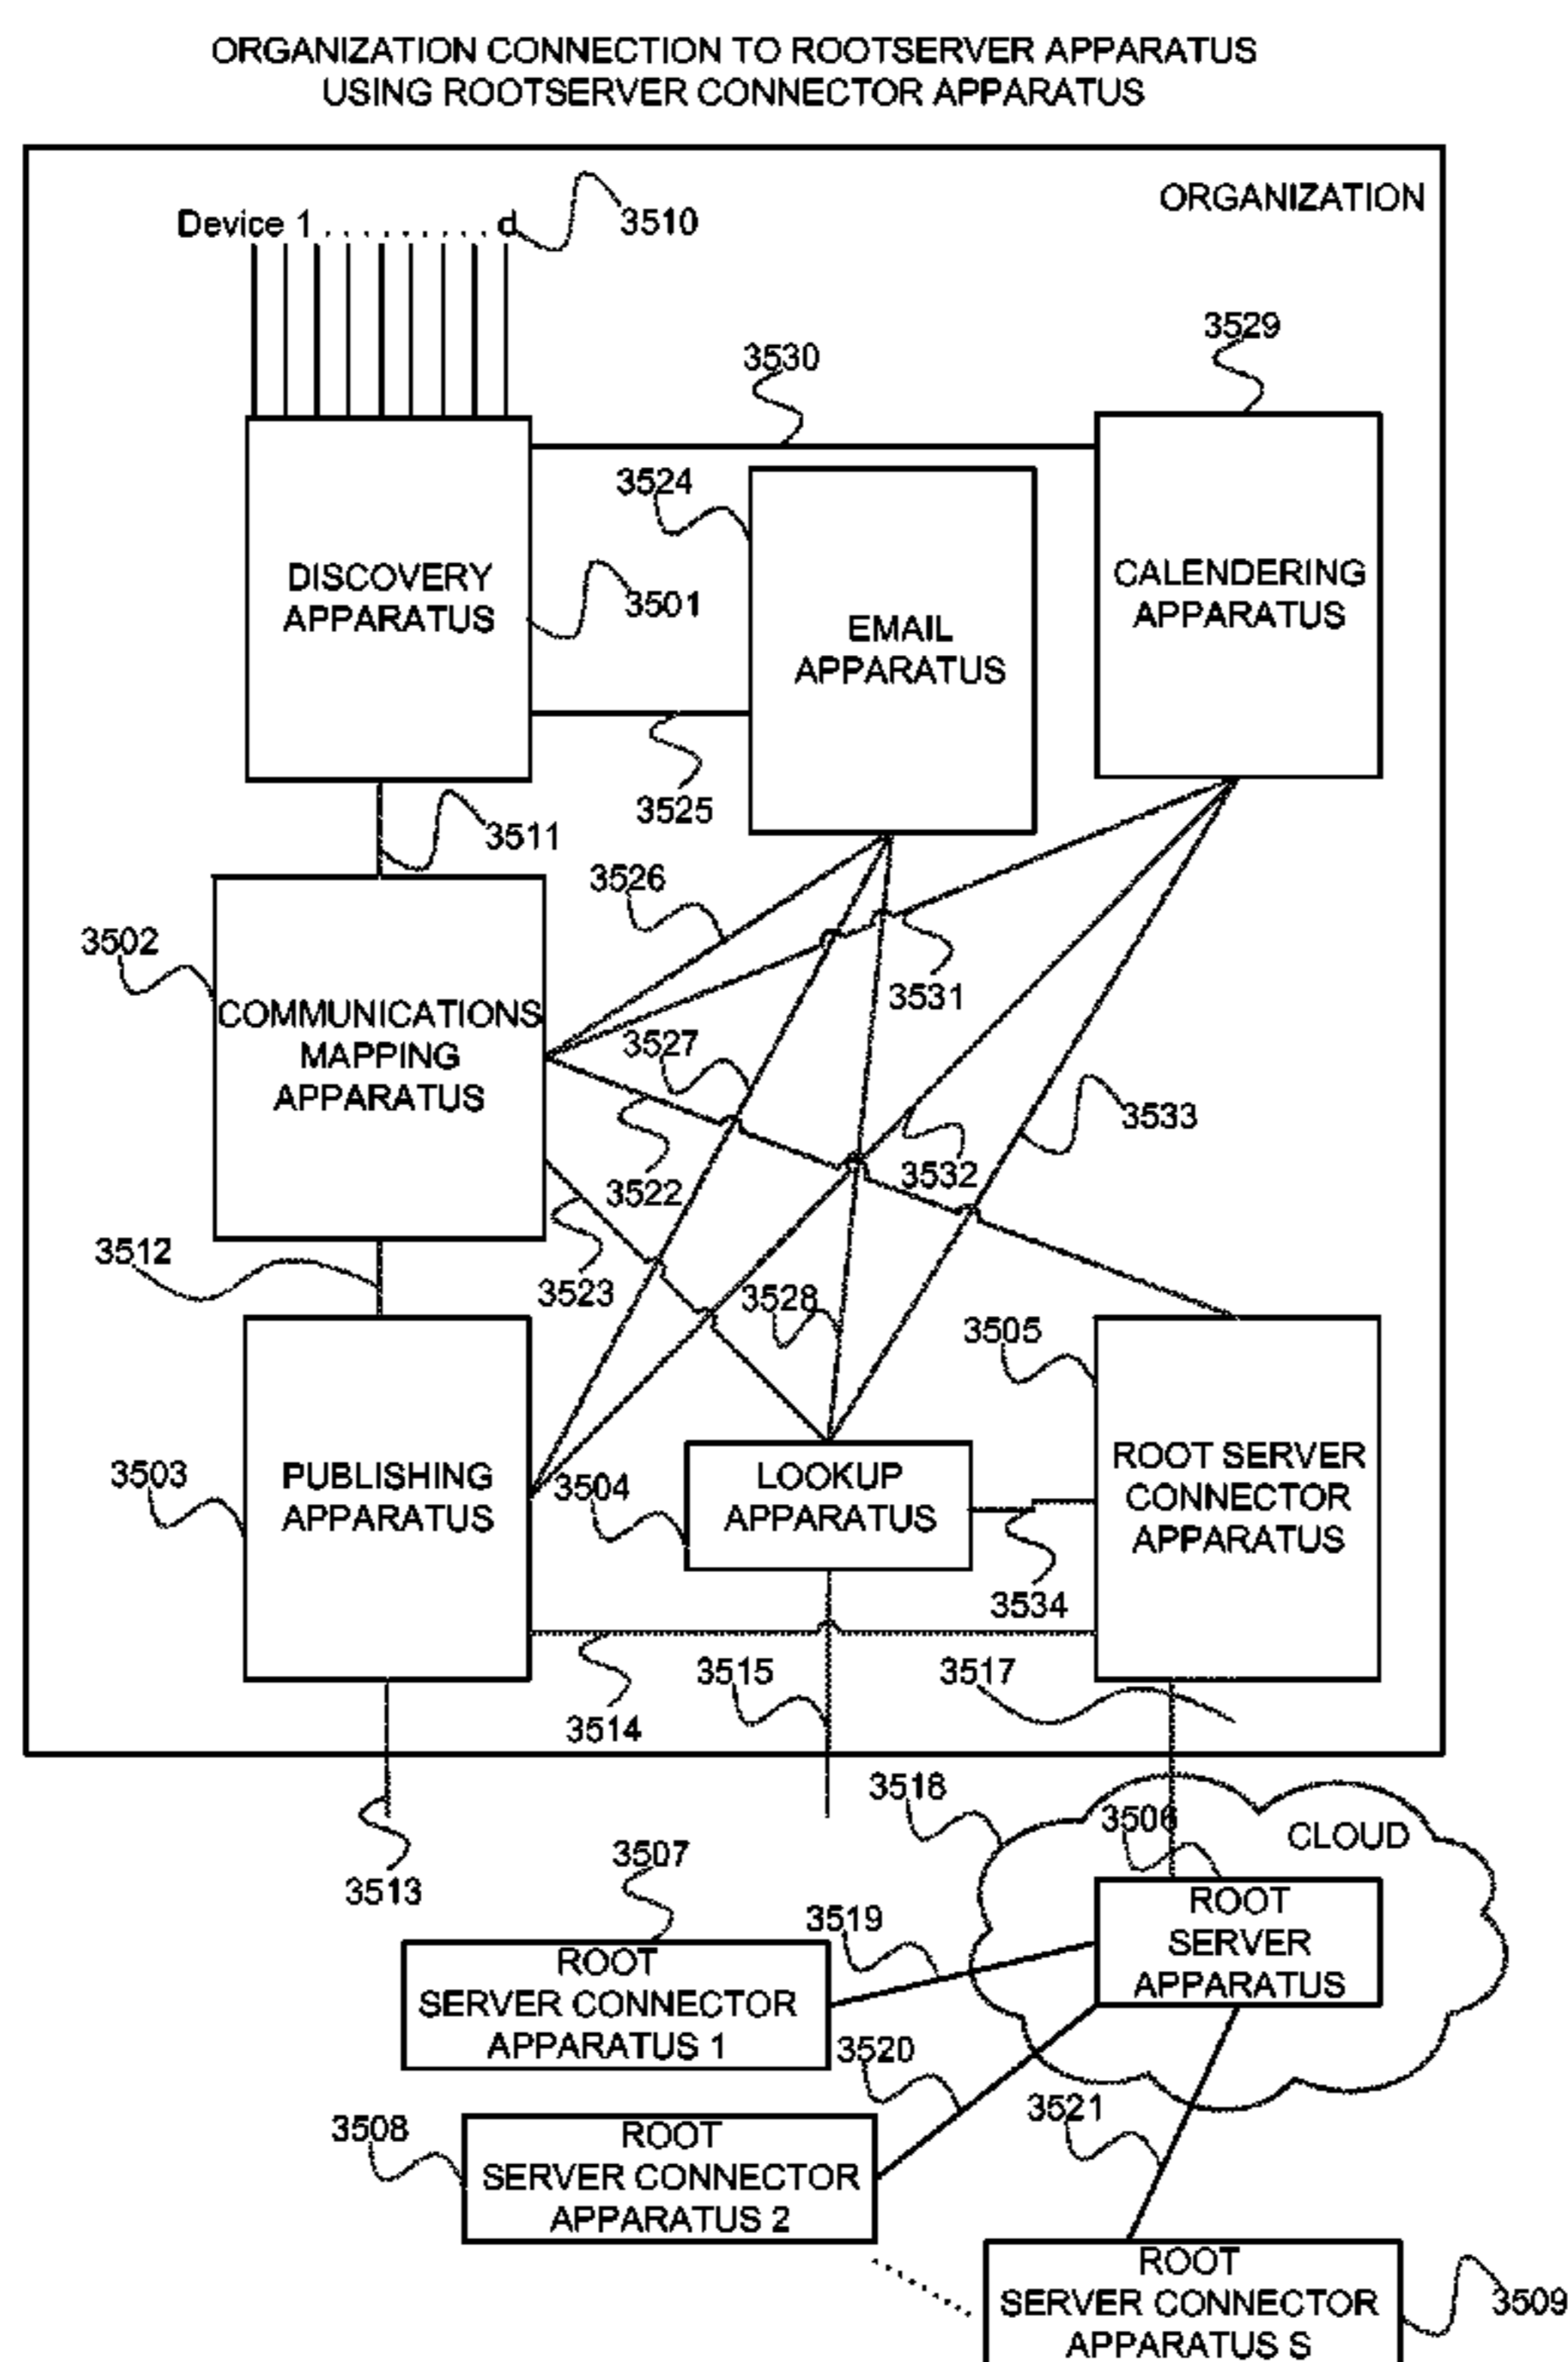 ORGANIZATION CONNECTION TO ROOTSERVER APPARATUS
USING ROOTSERVER CONNECTOR APPARATUS
ORGANIZATION
Device 1 . . . . . . . . . d
3510
3529
3530
3524
DISCOVERY
APPARATUS
3501
EMAIL
APPARATUS
CALENDERING
APPARATUS
3525
3511
3526
3502
COMMUNICATIONS
MAPPING
APPARATUS
3531
3527
3533
3522
3532
3512
3523
3528
3505
3503
PUBLISHING
APPARATUS
3504
LOOKUP
APPARATUS
ROOT SERVER
CONNECTOR
APPARATUS
3534
3515
3517
3514
3518
3506
CLOUD
3513
3507
3519
ROOT
SERVER
APPARATUS
ROOT
SERVER CONNECTOR
APPARATUS 1
3520
3521
3508
ROOT
SERVER CONNECTOR
APPARATUS 2
ROOT
SERVER CONNECTOR
APPARATUS S
3509